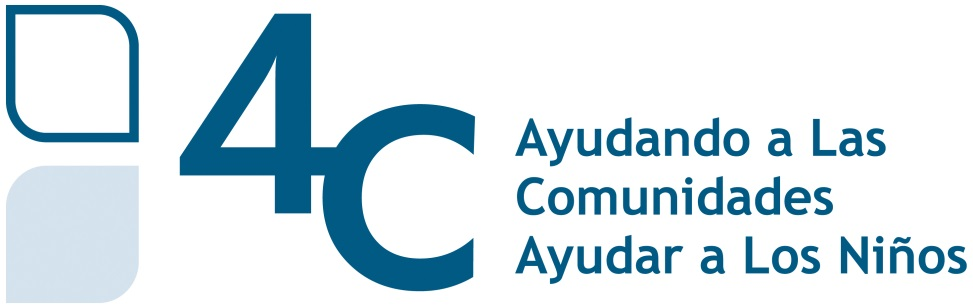 4C
Ayudando a Las
Comunidades
Ayudar a Los Niños